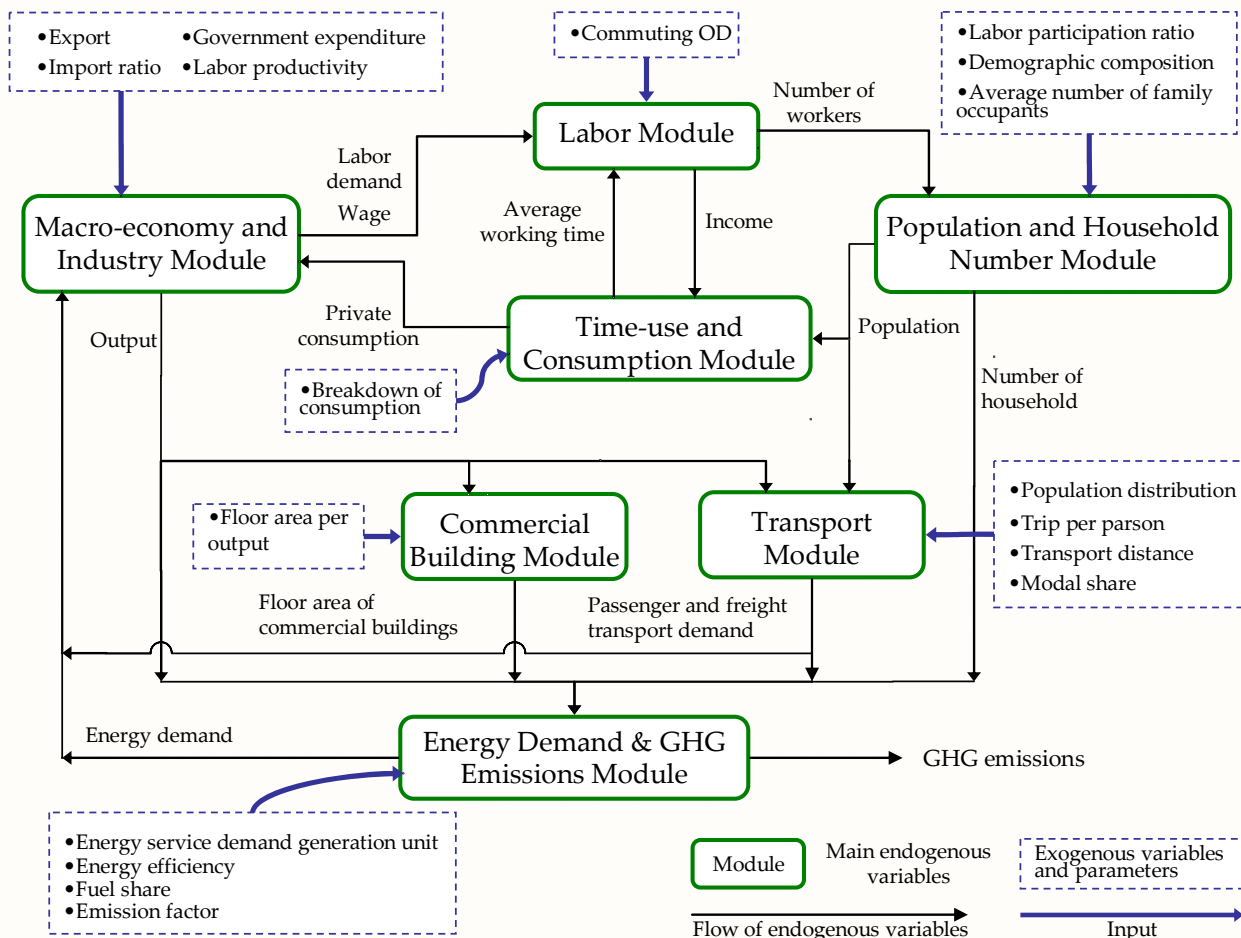 •Export
•Government expenditure
•Import ratio
•Labor productivity
•Commuting OD
•Labor participation ratio
•Demographic composition
•Average number of family
occupants
Number of
workers
Labor Module
Labor
demand
Wage
Average
working time
Income
Macro-economy and
Industry Module
Population and Household
Number Module
Output
Private
consumption
Time-use and
Consumption Module
Population
Number of
household
•Breakdown of
consumption
•Floor area per
output
Commercial
Building Module
Transport
Module
•Population distribution
•Trip per parson
•Transport distance
•Modal share
Floor area of
commercial buildings
Passenger and freight
transport demand
Energy demand
Energy Demand & GHG
Emissions Module
GHG emissions
•Energy service demand generation unit
•Energy efficiency
•Fuel share
•Emission factor
Module
Main endogenous
variables
Exogenous variables
and parameters
Flow of endogenous variables
Input